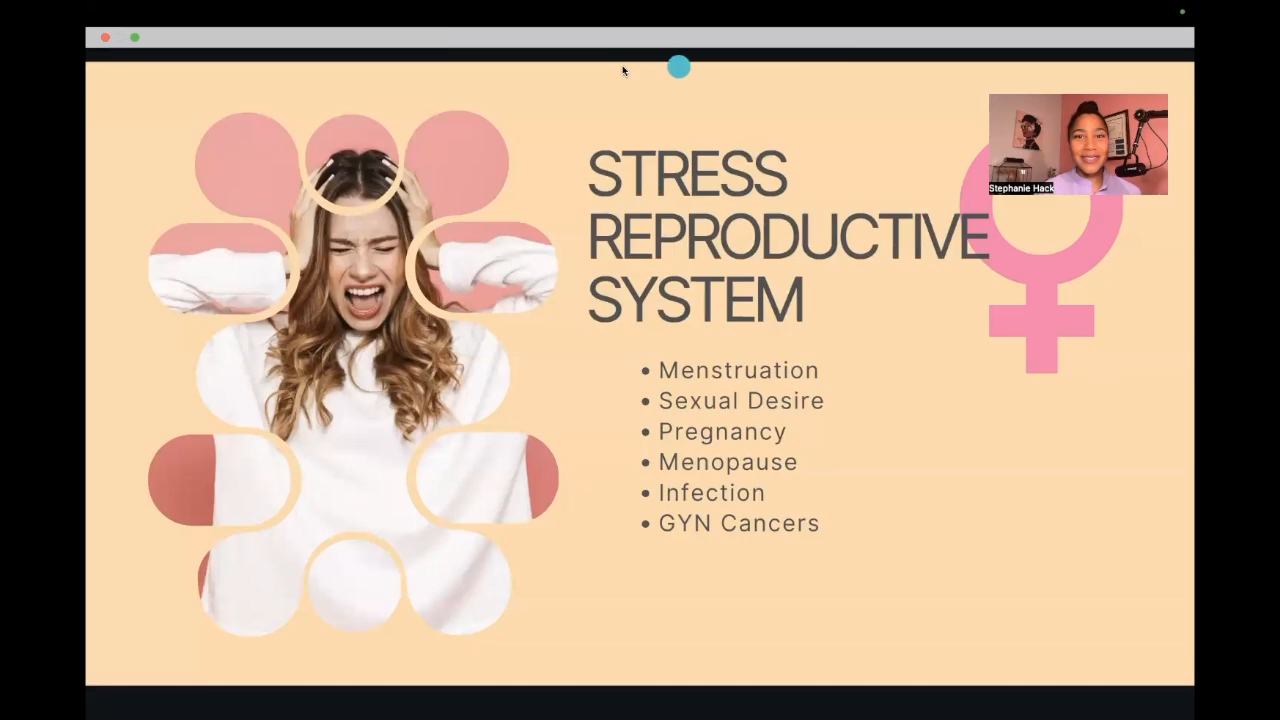 STRESS
REPRODUCTIVE
SYSTEM
Stephanie Hack
• Menstruation
• Sexual Desire
• Pregnancy
• Menopause
• Infection
• GYN Cancers